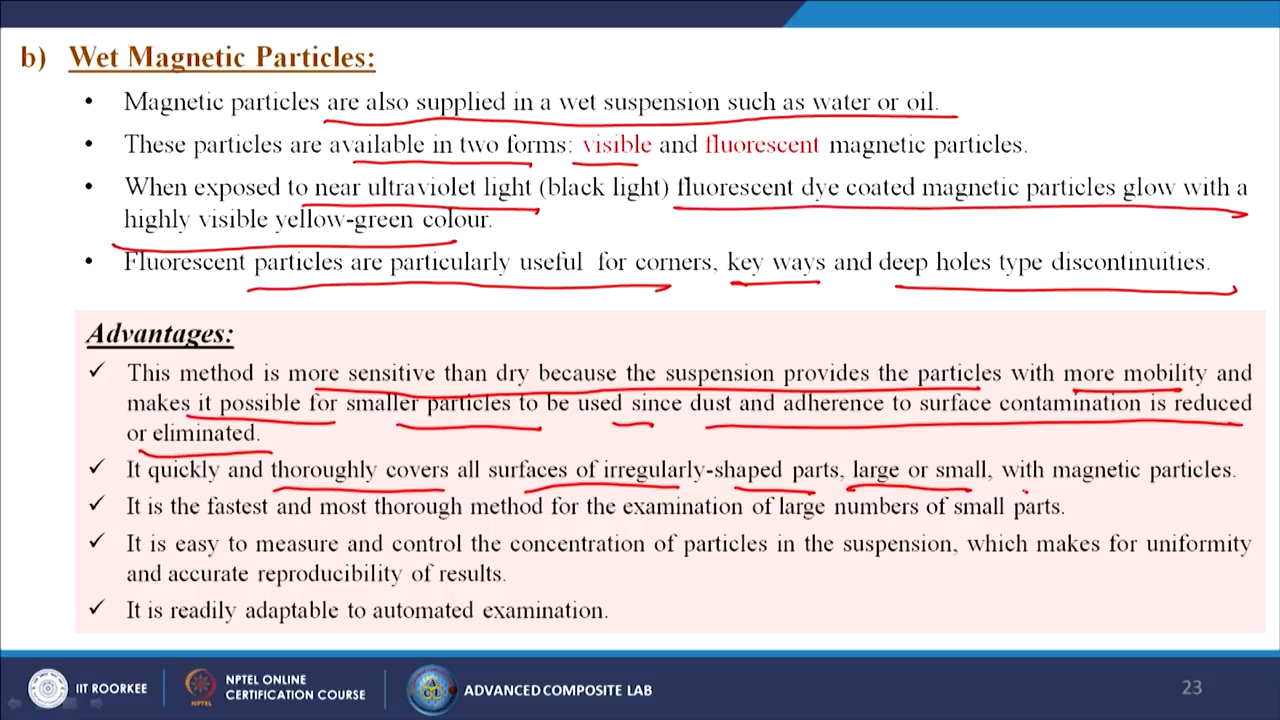 b) Wet Magnetic Particles:
• Magnetic particles are also supplied in a wet suspension such as water or oil.
• These particles are available in two forms: visible and fluorescent magnetic particles.
• When exposed to near ultraviolet light (black light) fluorescent dye coated magnetic particles glow with a
highly visible yellow-green colour.
• Fluorescent particles are particularly useful for corners, key ways and deep holes type discontinuities.
Advantages:
✓ This method is more sensitive than dry because the suspension provides the particles with more mobility and
makes it possible for smaller particles to be used since dust and adherence to surface contamination is reduced
or eliminated.
✓ It quickly and thoroughly covers all surfaces of irregularly-shaped parts, large or small, with magnetic particles.
✓ It is the fastest and most thorough method for the examination of large numbers of small parts.
✓ It is easy to measure and control the concentration of particles in the suspension, which makes for uniformity
and accurate reproducibility of results.
✓ It is readily adaptable to automated examination.
IIT ROORKEE
NPTEL
NPTEL ONLINE
CERTIFICATION COURSE
ADVANCED COMPOSITE LAB
23